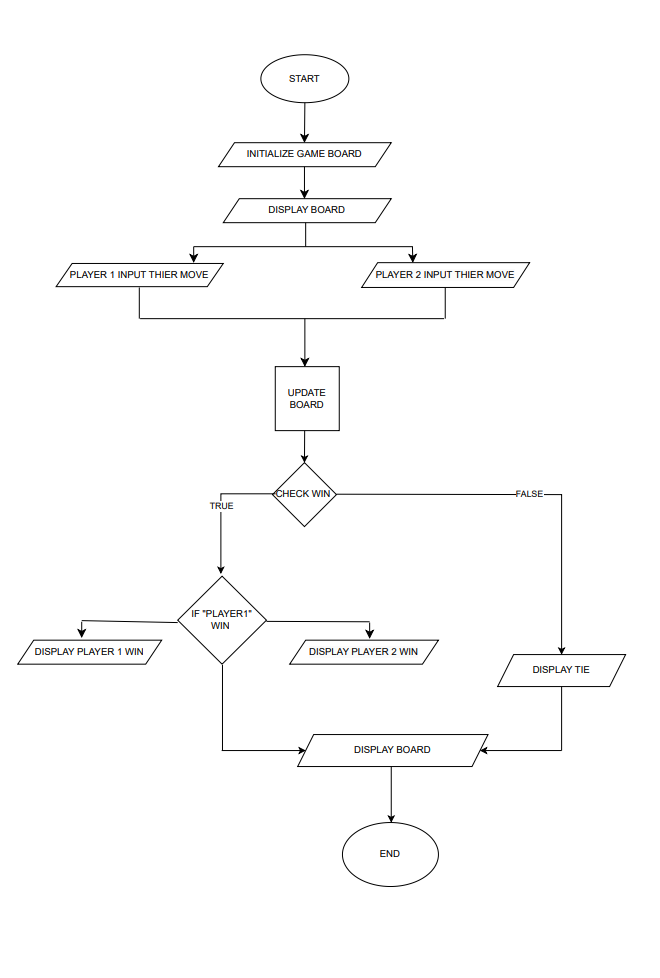 START
INITIALIZE GAME BOARD
DISPLAY BOARD
PLAYER 1 INPUT THIER MOVE
PLAYER 2 INPUT THIER MOVE
UPDATE
BOARD
CHECK WIN
FALSE
TRUE
IF "PLAYER1"
WIN
DISPLAY PLAYER 1 WIN
DISPLAY PLAYER 2 WIN
DISPLAY TIE
DISPLAY BOARD
END